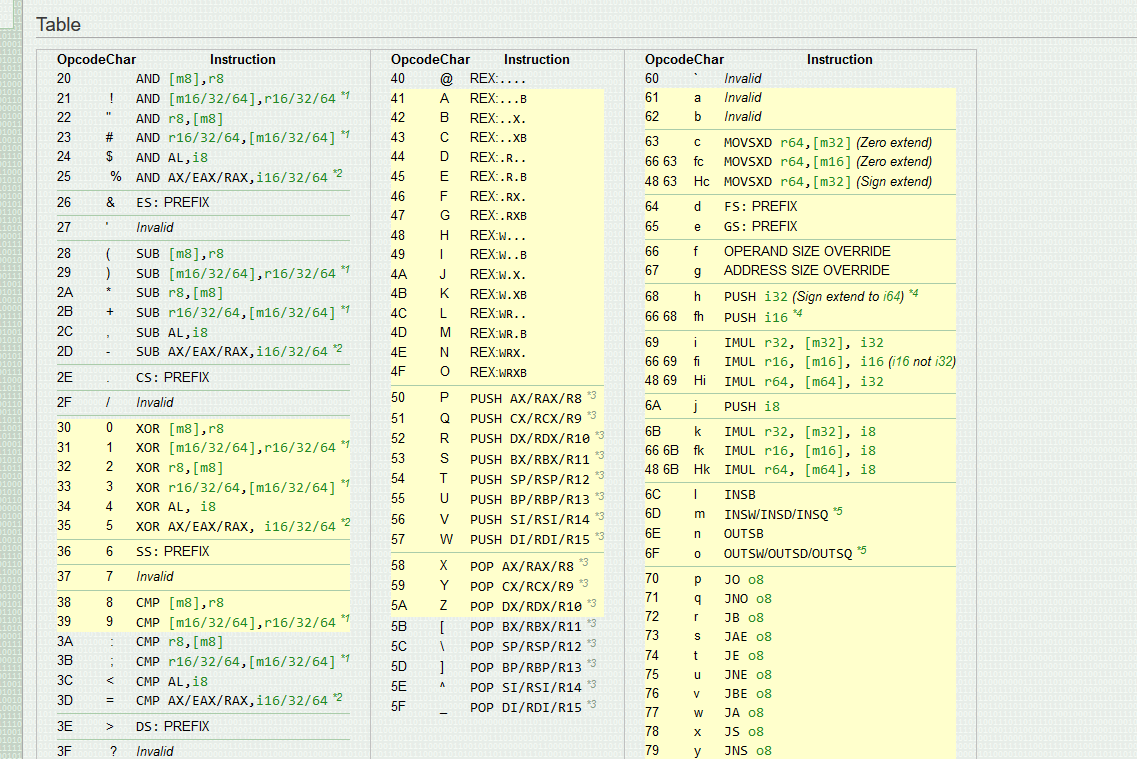 Table
OpcodeChar Instruction
20 AND [m8],r8
21 ! AND [m16/32/64],r16/32/64 *1
22 " AND r8,[m8]
23 # AND r16/32/64,[m16/32/64] *1
24 $ AND AL,i8
25 % AND AX/EAX/RAX,i16/32/64 *2
26 & ES: PREFIX
27 ' Invalid
28 ( SUB [m8],r8
29 ) SUB [m16/32/64],r16/32/64 *1
2A * SUB r8,[m8]
2B + SUB r16/32/64,[m16/32/64] *1
2C , SUB AL,i8
2D - SUB AX/EAX/RAX,i16/32/64 *2
2E . CS: PREFIX
2F / Invalid
30 0 XOR [m8],r8
31 1 XOR [m16/32/64],r16/32/64 *1
32 2 XOR r8,[m8]
33 3 XOR r16/32/64,[m16/32/64] *1
34 4 XOR AL, i8
35 5 XOR AX/EAX/RAX, i16/32/64 *2
36 6 SS: PREFIX
37 7 Invalid
38 8 CMP [m8],r8
39 9 CMP [m16/32/64],r16/32/64 *1
3A : CMP r8,[m8]
3B ; CMP r16/32/64,[m16/32/64] *1
3C < CMP AL,i8
3D = CMP AX/EAX/RAX,i16/32/64 *2
3E > DS: PREFIX
3F ? Invalid
OpcodeChar Instruction
40 @ REX:....
41 A REX:...B
42 B REX:..X.
43 C REX:..XB
44 D REX:.R..
45 E REX:.R.B
46 F REX:.RX.
47 G REX:.RXB
48 H REX:W...
49 I REX:W..B
4A J REX:W.X.
4B K REX:W.XB
4C L REX:WR..
4D M REX:WR.B
4E N REX:WRX.
4F O REX:WRXB
50 P PUSH AX/RAX/R8 *3
51 Q PUSH CX/RCX/R9 *3
52 R PUSH DX/RDX/R10 *3
53 S PUSH BX/RBX/R11 *3
54 T PUSH SP/RSP/R12 *3
55 U PUSH BP/RBP/R13 *3
56 V PUSH SI/RSI/R14 *3
57 W PUSH DI/RDI/R15 *3
58 X POP AX/RAX/R8 *3
59 Y POP CX/RCX/R9 *3
5A Z POP DX/RDX/R10 *3
5B [ POP BX/RBX/R11 *3
5C \ POP SP/RSP/R12 *3
5D ] POP BP/RBP/R13 *3
5E ^ POP SI/RSI/R14 *3
5F _ POP DI/RDI/R15 *3
OpcodeChar Instruction
60 ` Invalid
61 a Invalid
62 b Invalid
63 c MOVSXD r64,[m32] (Zero extend)
66 63 fc MOVSXD r64,[m16] (Zero extend)
48 63 Hc MOVSXD r64,[m32] (Sign extend)
64 d FS: PREFIX
65 e GS: PREFIX
66 f OPERAND SIZE OVERRIDE
67 g ADDRESS SIZE OVERRIDE
68 h PUSH i32 (Sign extend to i64) *4
66 68 fh PUSH i16 *4
69 i IMUL r32, [m32], i32
66 69 fi IMUL r16, [m16], i16 (i16 not i32)
48 69 Hi IMUL r64, [m64], i32
6A j PUSH i8
6B k IMUL r32, [m32], i8
66 6B fk IMUL r16, [m16], i8
48 6B Hk IMUL r64, [m64], i8
6C l INSB
6D m INSW/INSD/INSQ *5
6E n OUTSB
6F o OUTSW/OUTSD/OUTSQ *5
70 p JO o8
71 q JNO o8
72 r JB o8
73 s JAE o8
74 t JE o8
75 u JNE o8
76 v JBE o8
77 w JA o8
78 x JS o8
79 y JNS o8